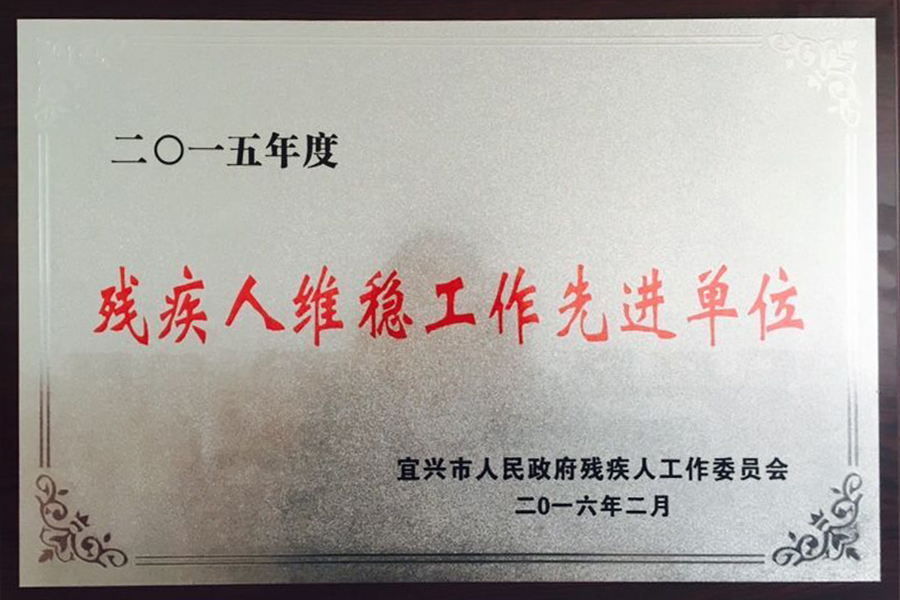 二〇一五年度
残疾人维稳工作先进单位
宜兴市人民政府残疾人工作委员会
二0一六年二月